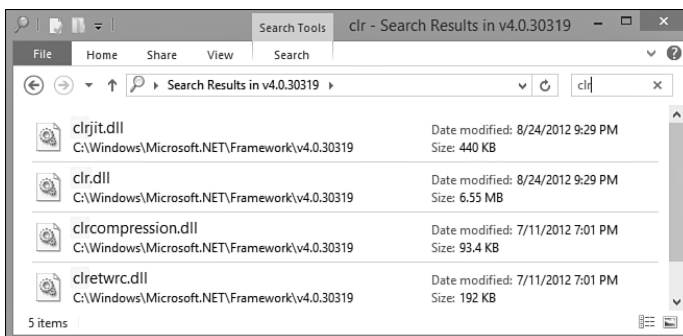 Search Tools
clr - Search Results in v4.0.30319
File Home Share View Search
Search Results in v4.0.30319
clr
clrjit.dll
Date modified: 8/24/2012 9:29 PM
C:\Windows\Microsoft.NET\Framework\v4.0.30319
Size: 440 KB
clr.dll
Date modified: 8/24/2012 9:29 PM
C:\Windows\Microsoft.NET\Framework\v4.0.30319
Size: 6.55 MB
clrcompression.dll
Date modified: 7/11/2012 7:01 PM
C:\Windows\Microsoft.NET\Framework\v4.0.30319
Size: 93.4 KB
clretwrc.dll
Date modified: 7/11/2012 7:01 PM
C:\Windows\Microsoft.NET\Framework\v4.0.30319
Size: 192 KB
5 items